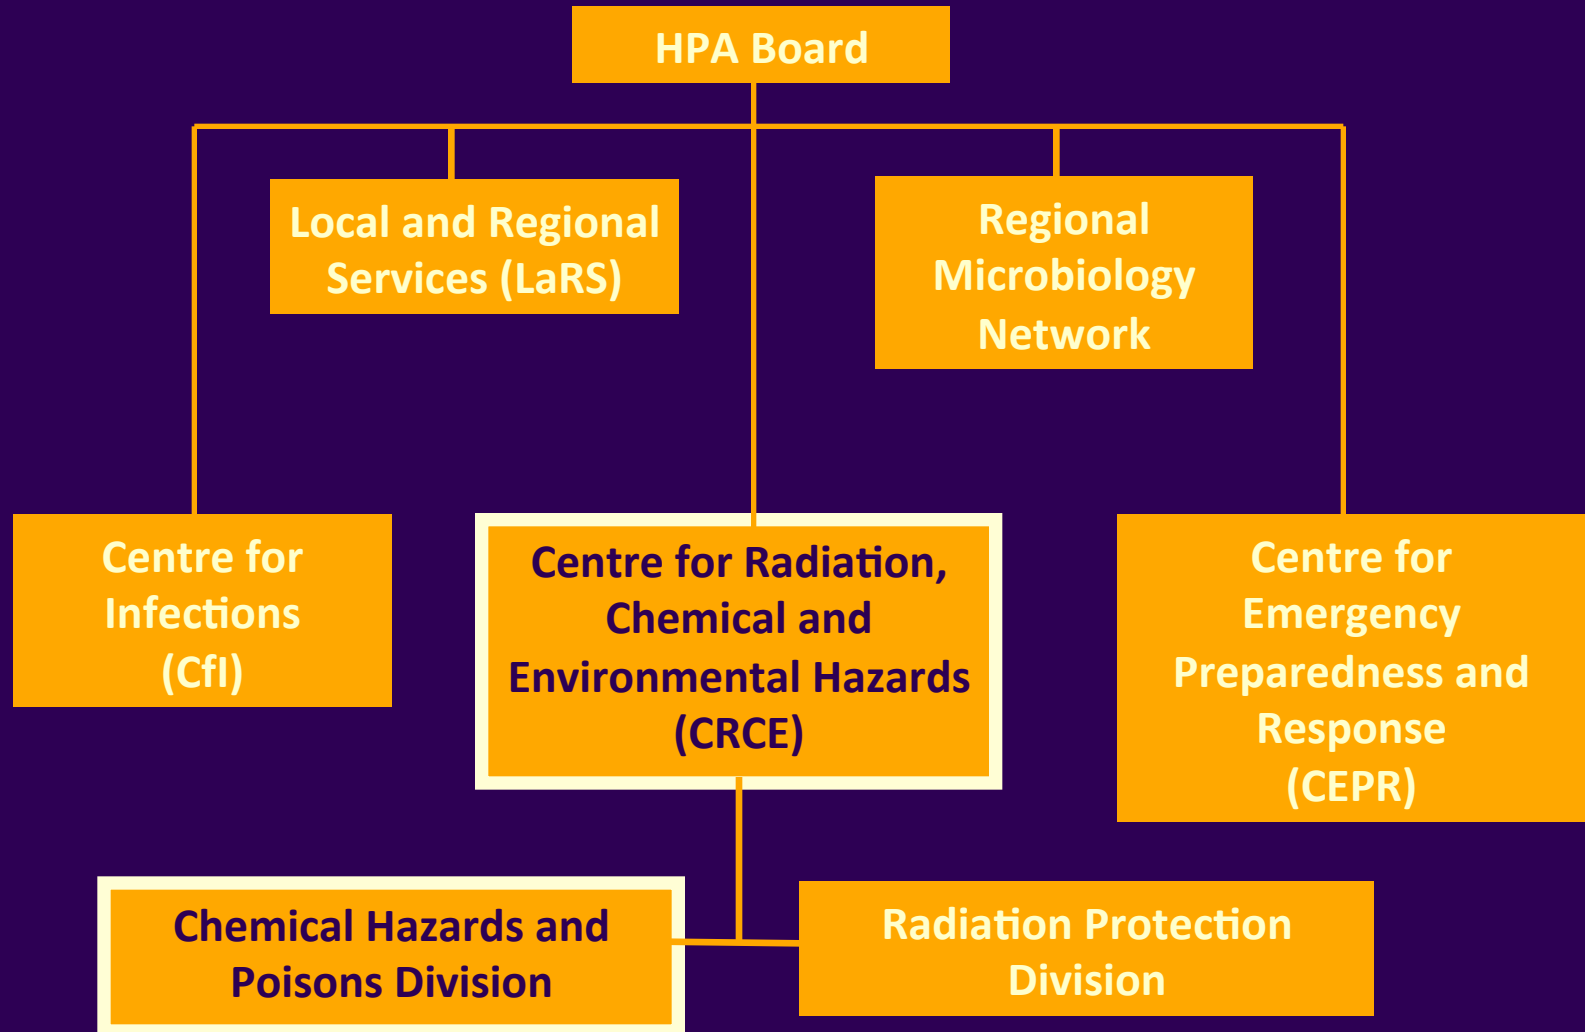 HPA Board
Local and Regional
Services (LaRS)
Regional
Microbiology
Network
Centre for
Infections
(CfI)
Centre for Radiation,
Chemical and
Environmental Hazards
(CRCE)
Centre for
Emergency
Preparedness and
Response
(CEPR)
Chemical Hazards and
Poisons Division
Radiation Protection
Division